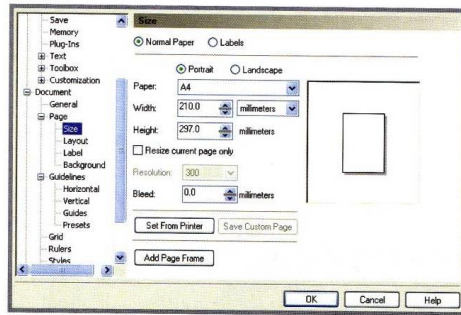 Save
Memory
Plug-Ins
Text
Toolbox
Customization
Document
General
Page
Size
Layout
Label
Background
Guidelines
Horizontal
Vertical
Guides
Presets
Grid
Rulers
Styles
Size
Normal Paper Labels
Portrait Landscape
Paper: A4
Width: 210.0 millimeters
Height: 297.0 millimeters
Resize current page only
Resolution: 300
Bleed: 0.0 millimeters
Set From Printer Save Custom Page
Add Page Frame
OK Cancel Help